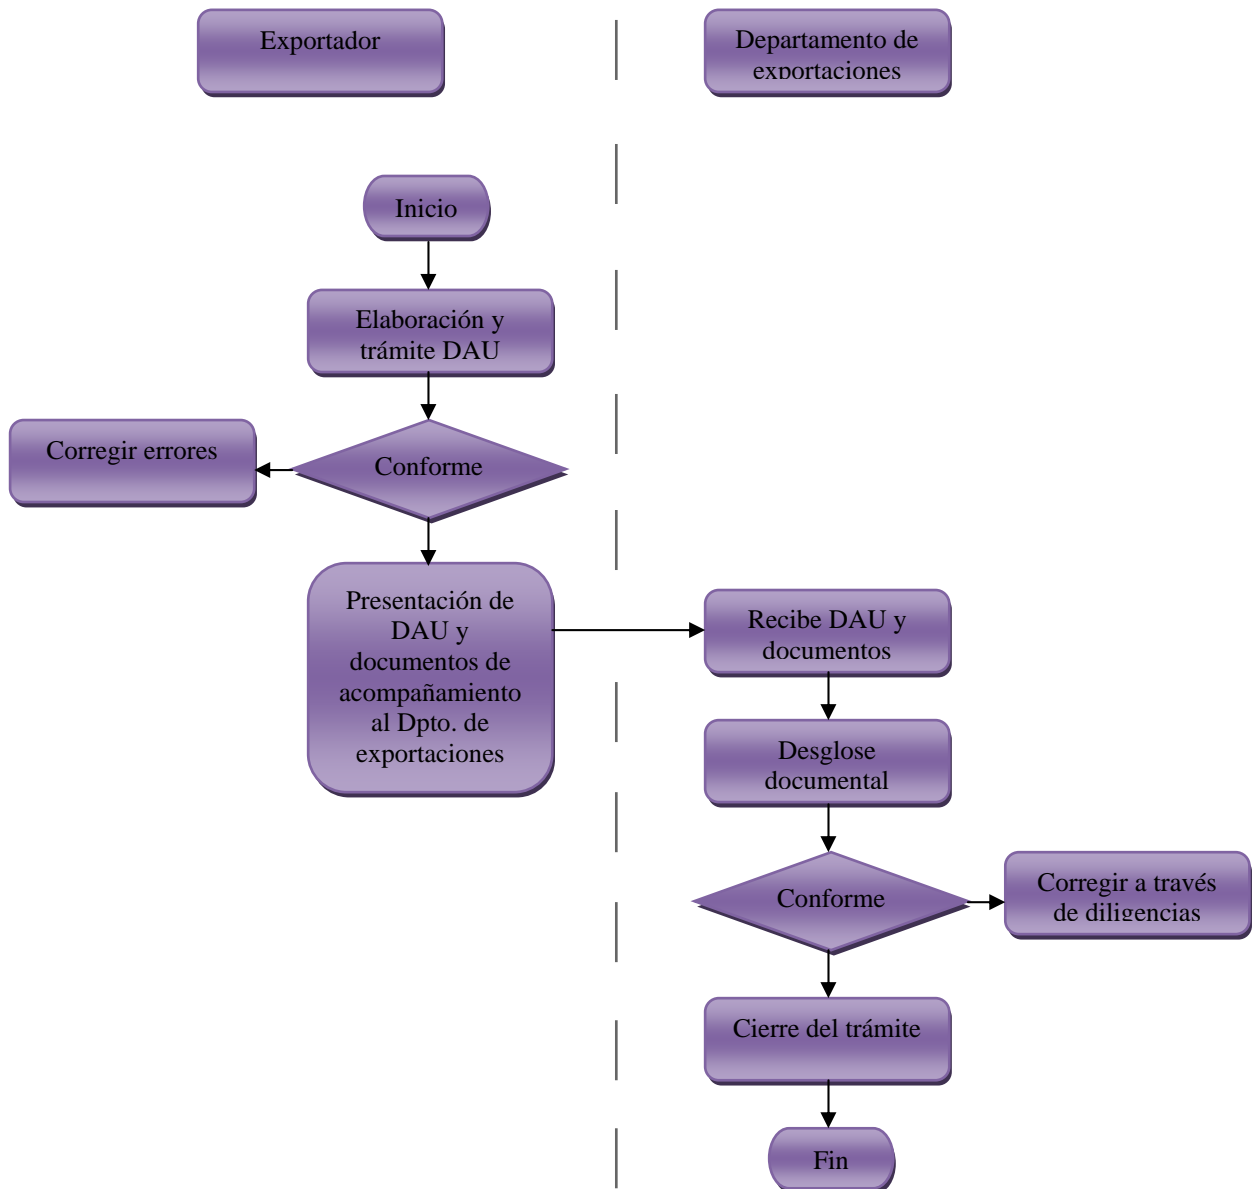 Exportador
Departamento de
exportaciones
Inicio
Elaboración y
trámite DAU
Corregir errores
Conforme
Presentación de
DAU y
documentos de
acompañamiento
al Dpto. de
exportaciones
Recibe DAU y
documentos
Desglose
documental
Conforme
Corregir a través
de diligencias
Cierre del trámite
Fin